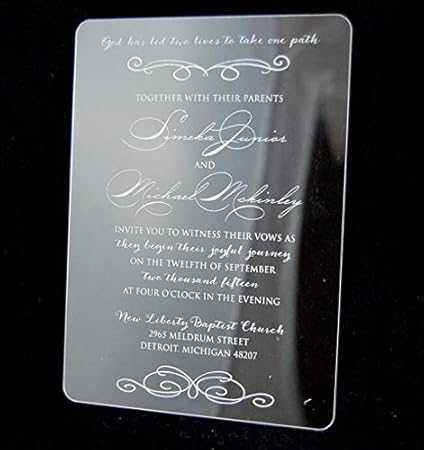 God has led two lives to take one path
TOGETHER WITH THEIR PARENTS
Simeka Junior
AND
Michael Mckinley
INVITE YOU TO WITNESS THEIR VOWS AS
they begin their joyful journey
ON THE TWELFTH OF SEPTEMBER
two thousand fifteen
AT FOUR O'CLOCK IN THE EVENING
New Liberty Baptist Church
2965 MELDRUM STREET
DETROIT, MICHIGAN 48207